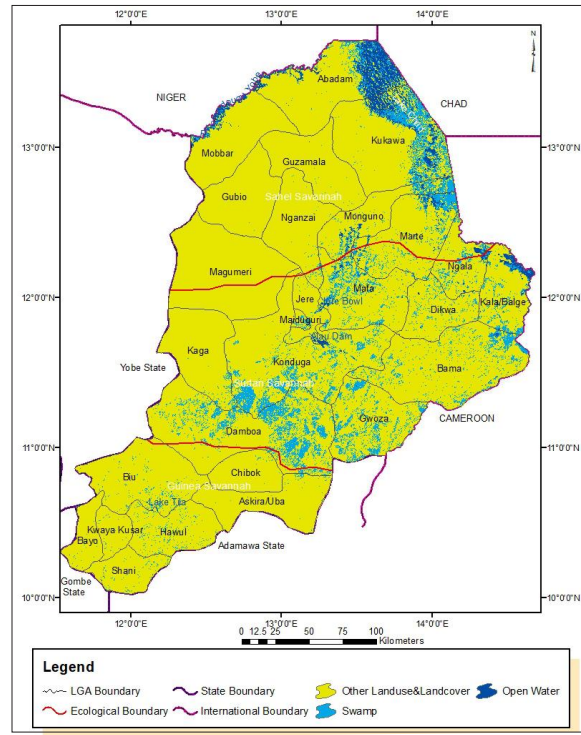 12°0'0"E
13°0'0"E
14°0'0"E
N
NIGER
CHAD
Abadam
13°0'0"N
13°0'0"N
Kukawa
Mobbar
Guzamala
Gubio
Sahel Savannah
Nganzai
Monguno
Marte
Magumeri
Ngala
12°0'0"N
12°0'0"N
Mafa
Jere
Jere Bowl
Kala/Balge
Dikwa
Maiduguri
Alau Dam
Kaga
Konduga
Yobe State
Bama
Sudan Savannah
Gwoza
CAMEROON
11°0'0"N
Damboa
11°0'0"N
Biu
Chibok
Guinea Savannah
Lake Tila
Askira/Uba
Kwaya Kusar
Hawul
Bayo
Adamawa State
Shani
Gombe
State
10°0'0"N
10°0'0"N
12°0'0"E
13°0'0"E
14°0'0"E
0 12.5 25 50 75 100
Kilometers
Legend
LGA Boundary
State Boundary
Other Landuse&Landcover
Open Water
Ecological Boundary
International Boundary
Swamp